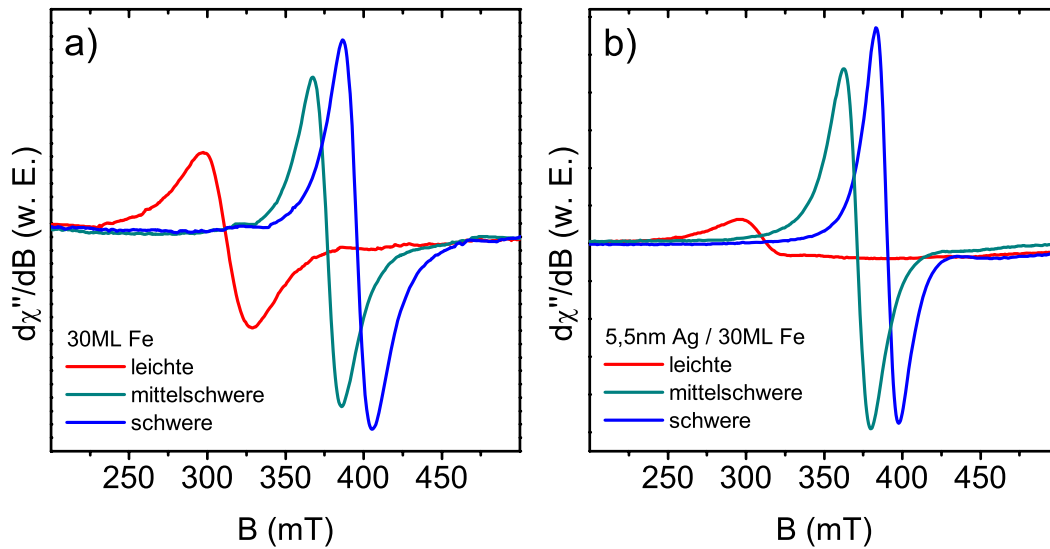 a)
dχ"/dB (w. E.)
30ML Fe
leichte
mittelschwere
schwere
250 300 350 400 450
B (mT)
b)
dχ"/dB (w. E.)
5,5nm Ag / 30ML Fe
leichte
mittelschwere
schwere
250 300 350 400 450
B (mT)